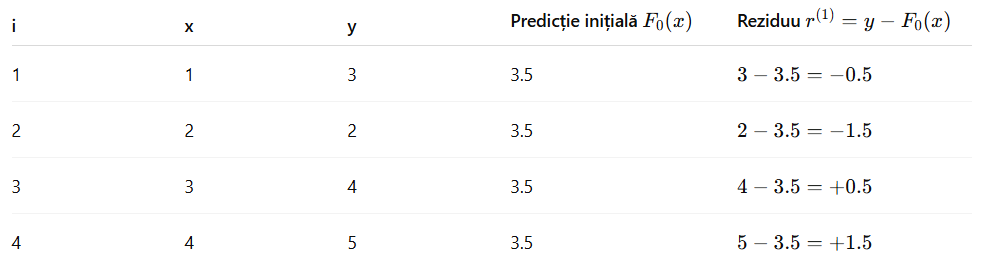 i x y Predicție inițială F₀(x) Reziduu r⁽¹⁾ = y − F₀(x)
1 1 3 3.5 3 − 3.5 = −0.5
2 2 2 3.5 2 − 3.5 = −1.5
3 3 4 3.5 4 − 3.5 = +0.5
4 4 5 3.5 5 − 3.5 = +1.5